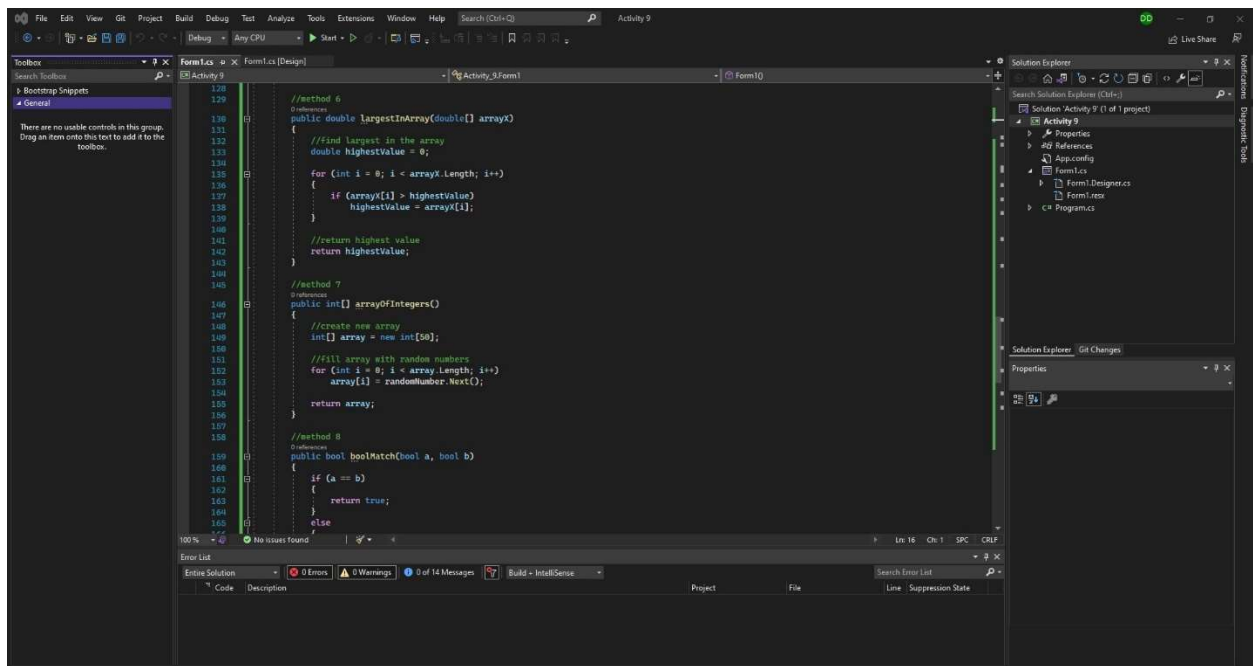 File Edit View Git Project Build Debug Test Analyze Tools Extensions Window Help Search (Ctrl+Q) Activity 9 DD
Debug Any CPU Start Live Share
Toolbox
Search Toolbox
Bootstrap Snippets
General
There are no usable controls in this group.
Drag an item onto this text to add it to the
toolbox.
Form1.cs Form1.cs [Design]
Activity 9 Activity_9.Form1 Form1()
128
129 //method 6
0 references
130 public double largestInArray(double[] arrayX)
131 {
132 //find largest in the array
133 double highestValue = 0;
134
135 for (int i = 0; i < arrayX.Length; i++)
136 {
137 if (arrayX[i] > highestValue)
138 highestValue = arrayX[i];
139 }
140
141 //return highest value
142 return highestValue;
143 }
144
145 //method 7
0 references
146 public int[] arrayOfIntegers()
147 {
148 //create new array
149 int[] array = new int[50];
150
151 //fill array with random numbers
152 for (int i = 0; i < array.Length; i++)
153 array[i] = randomNumber.Next();
154
155 return array;
156 }
157
158 //method 8
0 references
159 public bool boolMatch(bool a, bool b)
160 {
161 if (a == b)
162 {
163 return true;
164 }
165 else
{
100 % No issues found Ln: 16 Ch: 1 SPC CRLF
Error List
Entire Solution 0 Errors 0 Warnings 0 of 14 Messages Build + IntelliSense Search Error List
Code Description Project File Line Suppression State
Solution Explorer
Search Solution Explorer (Ctrl+;)
Solution 'Activity 9' (1 of 1 project)
Activity 9
Properties
References
App.config
Form1.cs
Form1.Designer.cs
Form1.resx
C# Program.cs
Solution Explorer Git Changes
Properties
Notifications
Diagnostic Tools